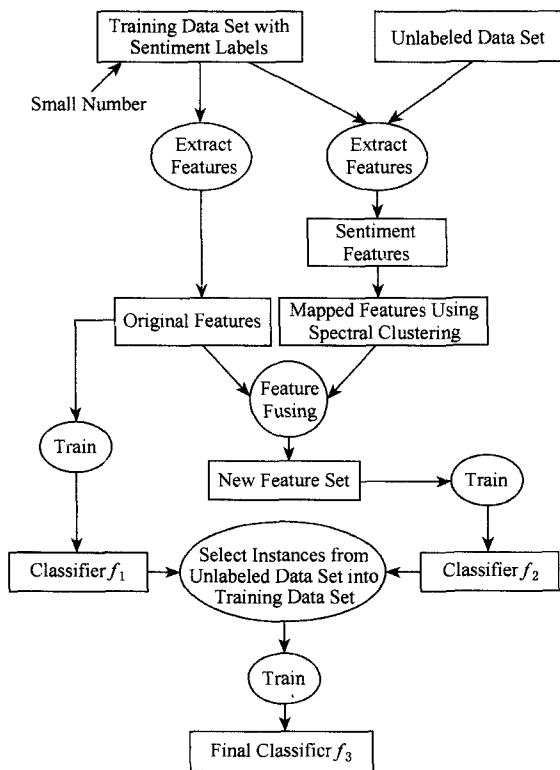 Training Data Set with
Sentiment Labels
Unlabeled Data Set
Small Number
Extract
Features
Extract
Features
Sentiment
Features
Original Features
Mapped Features Using
Spectral Clustering
Feature
Fusing
Train
New Feature Set
Train
Classifier f1
Select Instances from
Unlabeled Data Set into
Training Data Set
Classifier f2
Train
Final Classifier f3